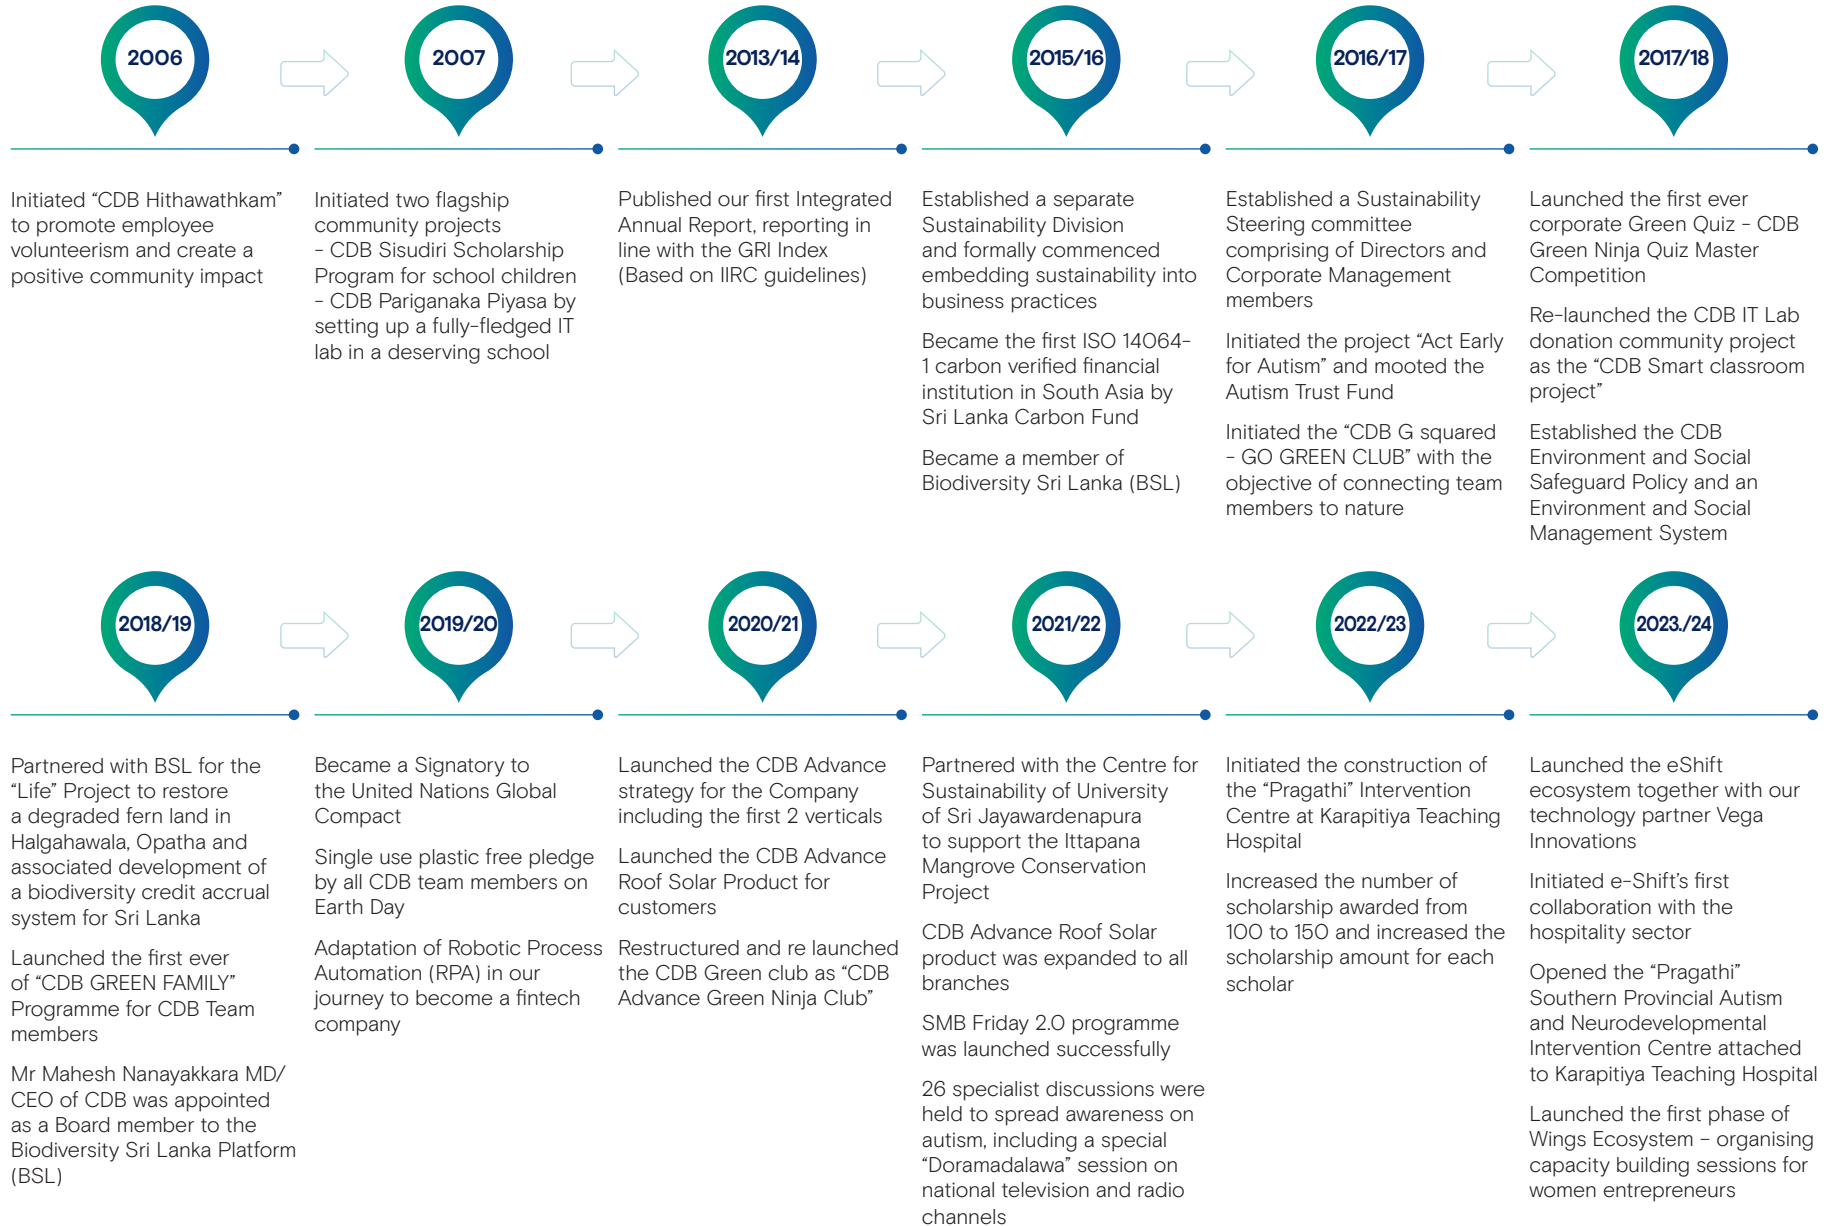 2006
Initiated “CDB Hithawathkam”
to promote employee
volunteerism and create a
positive community impact
2007
Initiated two flagship
community projects
- CDB Sisudiri Scholarship
Program for school children
- CDB Pariganaka Piyasa by
setting up a fully-fledged IT
lab in a deserving school
2013/14
Published our first Integrated
Annual Report, reporting in
line with the GRI Index
(Based on IIRC guidelines)
2015/16
Established a separate
Sustainability Division
and formally commenced
embedding sustainability into
business practices
Became the first ISO 14064-
1 carbon verified financial
institution in South Asia by
Sri Lanka Carbon Fund
Became a member of
Biodiversity Sri Lanka (BSL)
2016/17
Established a Sustainability
Steering committee
comprising of Directors and
Corporate Management
members
Initiated the project “Act Early
for Autism” and mooted the
Autism Trust Fund
Initiated the “CDB G squared
- GO GREEN CLUB” with the
objective of connecting team
members to nature
2017/18
Launched the first ever
corporate Green Quiz - CDB
Green Ninja Quiz Master
Competition
Re-launched the CDB IT Lab
donation community project
as the “CDB Smart classroom
project”
Established the CDB
Environment and Social
Safeguard Policy and an
Environment and Social
Management System
2018/19
Partnered with BSL for the
“Life” Project to restore
a degraded fern land in
Halgahawala, Opatha and
associated development of
a biodiversity credit accrual
system for Sri Lanka
Launched the first ever
of “CDB GREEN FAMILY”
Programme for CDB Team
members
Mr Mahesh Nanayakkara MD/
CEO of CDB was appointed
as a Board member to the
Biodiversity Sri Lanka Platform
(BSL)
2019/20
Became a Signatory to
the United Nations Global
Compact
Single use plastic free pledge
by all CDB team members on
Earth Day
Adaptation of Robotic Process
Automation (RPA) in our
journey to become a fintech
company
2020/21
Launched the CDB Advance
strategy for the Company
including the first 2 verticals
Launched the CDB Advance
Roof Solar Product for
customers
Restructured and re launched
the CDB Green club as “CDB
Advance Green Ninja Club”
2021/22
Partnered with the Centre for
Sustainability of University
of Sri Jayawardenapura
to support the Ittapana
Mangrove Conservation
Project
CDB Advance Roof Solar
product was expanded to all
branches
SMB Friday 2.0 programme
was launched successfully
26 specialist discussions were
held to spread awareness on
autism, including a special
“Doramadalawa” session on
national television and radio
channels
2022/23
Initiated the construction of
the “Pragathi” Intervention
Centre at Karapitiya Teaching
Hospital
Increased the number of
scholarship awarded from
100 to 150 and increased the
scholarship amount for each
scholar
2023./24
Launched the eShift
ecosystem together with our
technology partner Vega
Innovations
Initiated e-Shift’s first
collaboration with the
hospitality sector
Opened the “Pragathi”
Southern Provincial Autism
and Neurodevelopmental
Intervention Centre attached
to Karapitiya Teaching Hospital
Launched the first phase of
Wings Ecosystem – organising
capacity building sessions for
women entrepreneurs